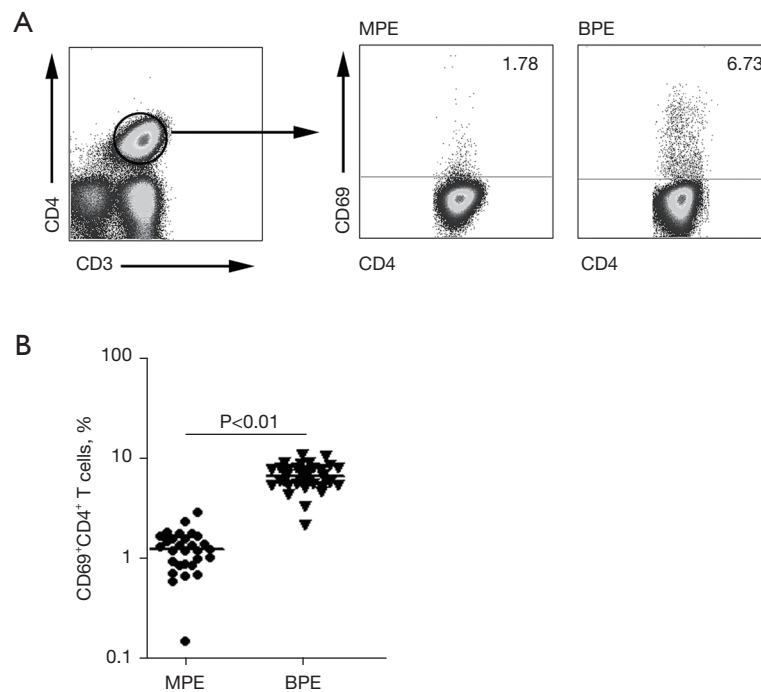 A
CD4
CD3
MPE
1.78
CD69
CD4
BPE
6.73
CD4
B
CD69⁺CD4⁺ T cells, %
100
10
1
0.1
P<0.01
MPE
BPE